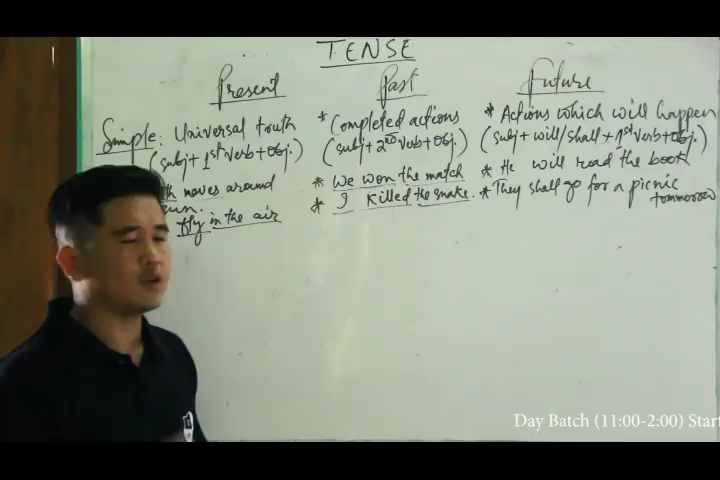 TENSE
Present Past Future
Simple: Universal truth
(subj + 1st verb + obj.)
moves around
sun.
fly in the air
* Completed actions
(subj + 2nd verb + obj.)
* We won the match
* I killed the snake.
* Actions which will happen
(subj + will/shall + 1st verb + obj.)
* He will read the book
* They shall go for a picnic
tommorow
Day Batch (11:00-2:00) Start